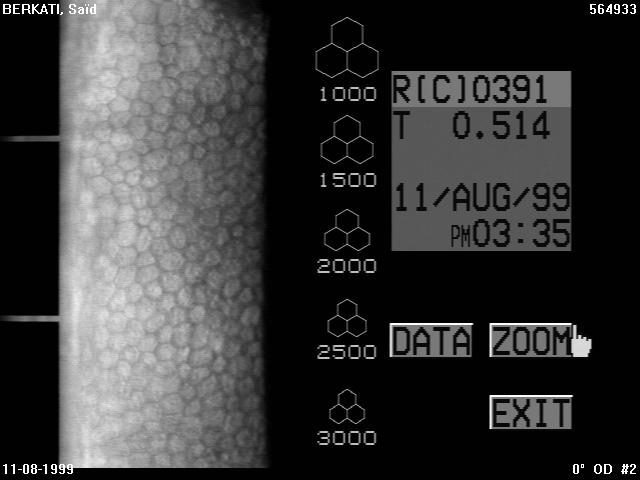 BERKATI, Saïd
564933
1000
1500
2000
2500
3000
R[C]0391
T 0.514
11/AUG/99
PM03:35
DATA
ZOOM
EXIT
11-08-1999
0° OD #2